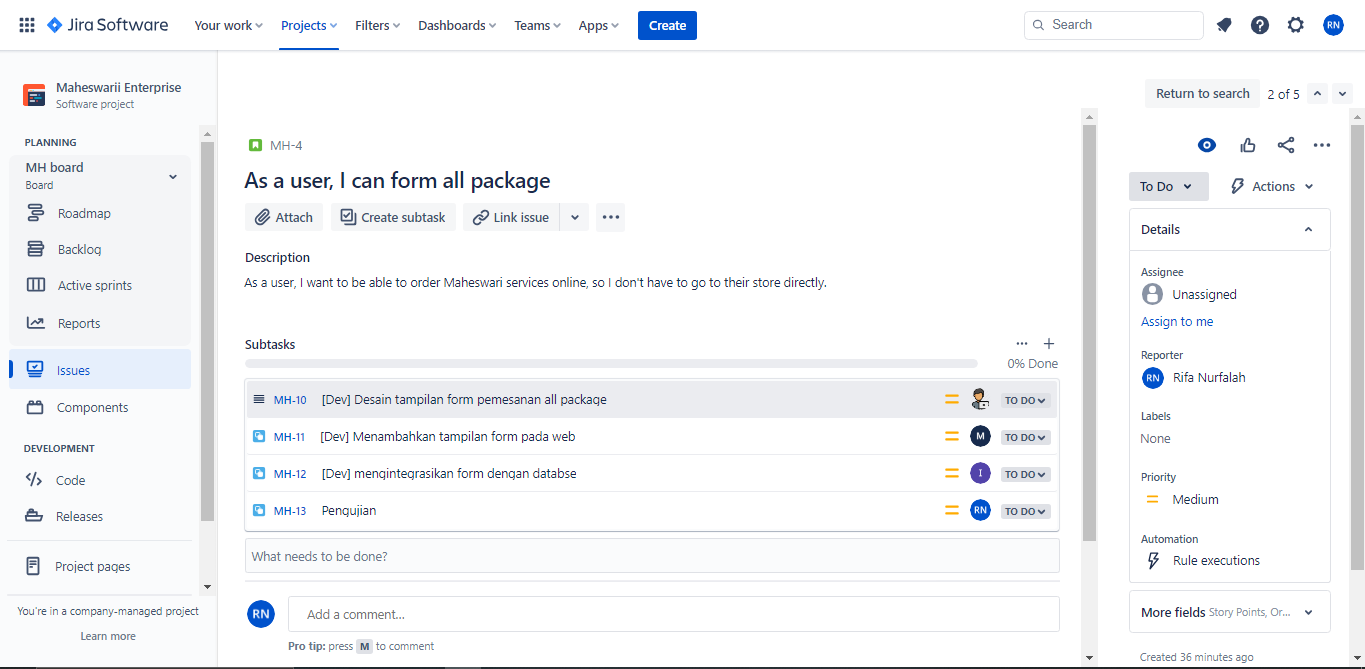 Jira Software
Your work
Projects
Filters
Dashboards
Teams
Apps
Create
Search
RN
Maheswarii Enterprise
Software project
Return to search
2 of 5
PLANNING
MH board
Board
Roadmap
Backlog
Active sprints
Reports
Issues
Components
DEVELOPMENT
Code
Releases
Project pages
You're in a company-managed project
Learn more
MH-4
As a user, I can form all package
Attach
Create subtask
Link issue
Description
As a user, I want to be able to order Maheswari services online, so I don't have to go to their store directly.
Subtasks
0% Done
MH-10 [Dev] Desain tampilan form pemesanan all package TO DO
MH-11 [Dev] Menambahkan tampilan form pada web M TO DO
MH-12 [Dev] mengintegrasikan form dengan databse I TO DO
MH-13 Pengujian RN TO DO
What needs to be done?
RN
Add a comment...
Pro tip: press M to comment
To Do
Actions
Details
Assignee
Unassigned
Assign to me
Reporter
RN Rifa Nurfalah
Labels
None
Priority
Medium
Automation
Rule executions
More fields Story Points, Or...
Created 36 minutes ago